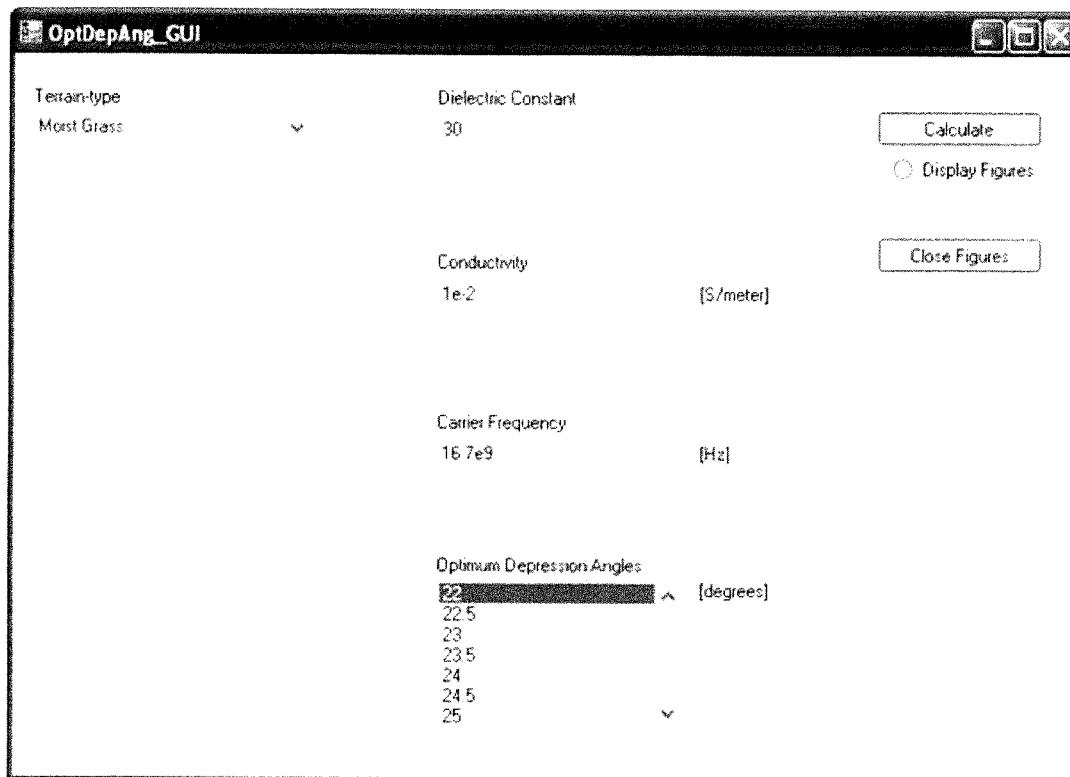 OptDepAng_GUI
Terrain-type
Moist Grass
Dielectric Constant
30
Calculate
Display Figures
Close Figures
Conductivity
1e-2 [S/meter]
Carrier Frequency
16.7e9 [Hz]
Optimum Depression Angles
22 [degrees]
22.5
23
23.5
24
24.5
25